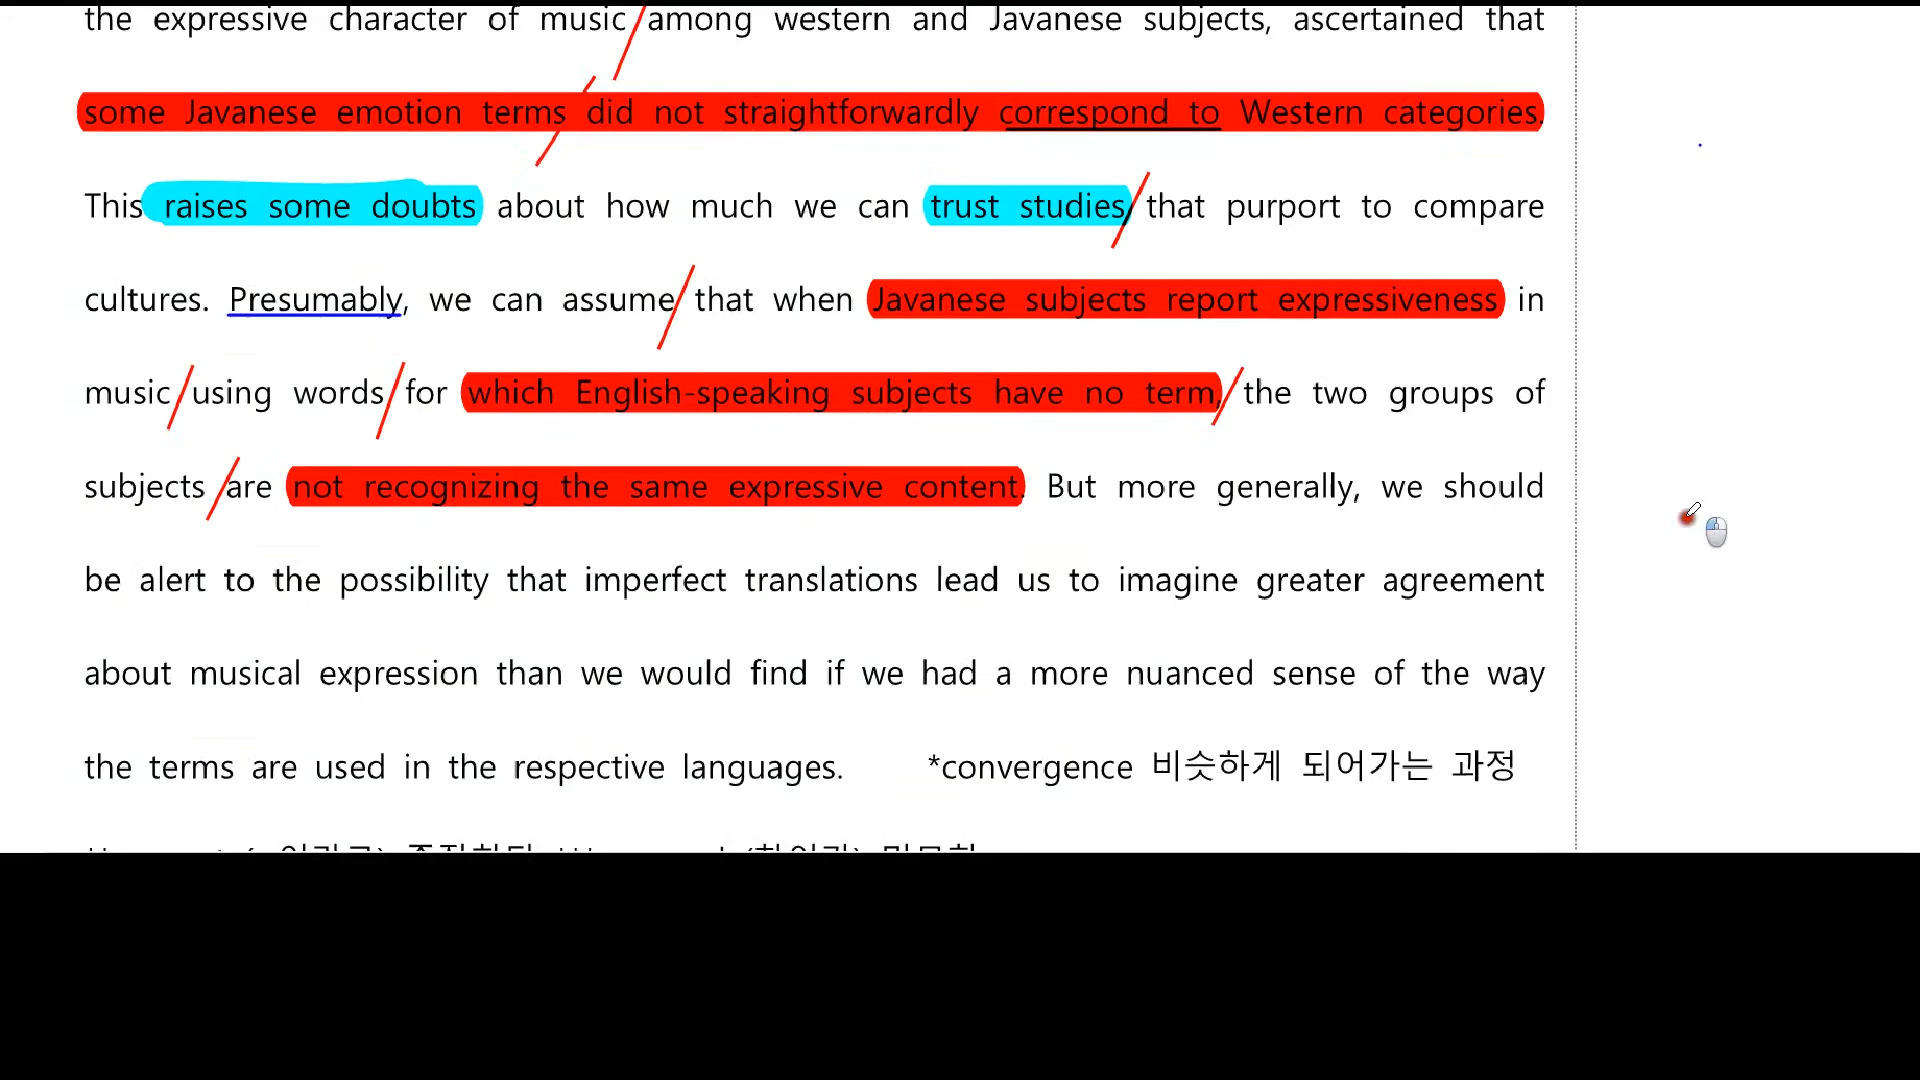 the expressive character of music among western and Javanese subjects, ascertained that
some Javanese emotion terms did not straightforwardly correspond to Western categories.
This raises some doubts about how much we can trust studies that purport to compare
cultures. Presumably, we can assume that when Javanese subjects report expressiveness in
music using words for which English-speaking subjects have no term, the two groups of
subjects are not recognizing the same expressive content. But more generally, we should
be alert to the possibility that imperfect translations lead us to imagine greater agreement
about musical expression than we would find if we had a more nuanced sense of the way
the terms are used in the respective languages. *convergence 비슷하게 되어가는 과정